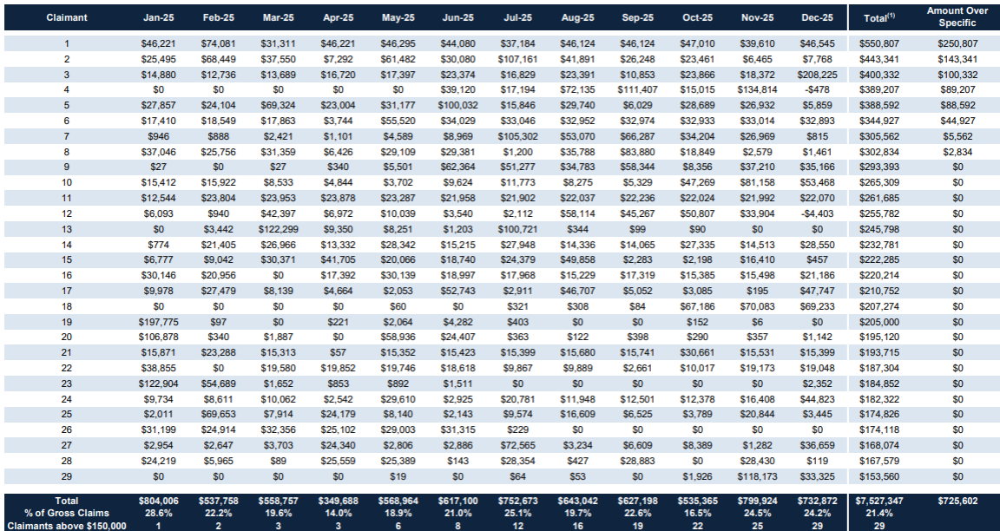 Claimant Jan-25 Feb-25 Mar-25 Apr-25 May-25 Jun-25 Jul-25 Aug-25 Sep-25 Oct-25 Nov-25 Dec-25 Total(1) Amount Over Specific
1 $46,221 $74,081 $31,311 $46,221 $46,295 $44,080 $37,184 $46,124 $46,124 $47,010 $39,610 $46,545 $550,807 $250,807
2 $25,495 $68,449 $37,550 $7,292 $61,482 $30,080 $107,161 $41,891 $26,248 $23,461 $6,465 $7,768 $443,341 $143,341
3 $14,880 $12,736 $13,689 $16,720 $17,397 $23,374 $16,829 $23,391 $10,853 $23,866 $18,372 $208,225 $400,332 $100,332
4 $0 $0 $0 $0 $0 $39,120 $17,194 $72,135 $111,407 $15,015 $134,814 -$478 $389,207 $89,207
5 $27,857 $24,104 $69,324 $23,004 $31,177 $100,032 $15,846 $29,740 $6,029 $28,689 $26,932 $5,859 $388,592 $88,592
6 $17,410 $18,549 $17,863 $3,744 $55,520 $34,029 $33,046 $32,952 $32,974 $32,933 $33,014 $32,893 $344,927 $44,927
7 $946 $888 $2,421 $1,101 $4,589 $8,969 $105,302 $53,070 $66,287 $34,204 $26,969 $815 $305,562 $5,562
8 $37,046 $25,756 $31,359 $6,426 $29,109 $29,381 $1,200 $35,788 $83,880 $18,849 $2,579 $1,461 $302,834 $2,834
9 $27 $0 $27 $340 $5,501 $62,364 $51,277 $34,783 $58,344 $8,356 $37,210 $35,166 $293,393 $0
10 $15,412 $15,922 $8,533 $4,844 $3,702 $9,624 $11,773 $8,275 $5,329 $47,269 $81,158 $53,468 $265,309 $0
11 $12,544 $23,804 $23,953 $23,878 $23,287 $21,958 $21,902 $22,037 $22,236 $22,024 $21,992 $22,070 $261,685 $0
12 $6,093 $940 $42,397 $6,972 $10,039 $3,540 $2,112 $58,114 $45,267 $50,807 $33,904 -$4,403 $255,782 $0
13 $0 $3,442 $122,299 $9,350 $8,251 $1,203 $100,721 $344 $99 $90 $0 $0 $245,798 $0
14 $774 $21,405 $26,966 $13,332 $28,342 $15,215 $27,948 $14,336 $14,065 $27,335 $14,513 $28,550 $232,781 $0
15 $6,777 $9,042 $30,371 $41,705 $20,066 $18,740 $24,379 $49,858 $2,283 $2,198 $16,410 $457 $222,285 $0
16 $30,146 $20,956 $0 $17,392 $30,139 $18,997 $17,968 $15,229 $17,319 $15,385 $15,498 $21,186 $220,214 $0
17 $9,978 $27,479 $8,139 $4,664 $2,053 $52,743 $2,911 $46,707 $5,052 $3,085 $195 $47,747 $210,752 $0
18 $0 $0 $0 $0 $60 $0 $321 $308 $84 $67,186 $70,083 $69,233 $207,274 $0
19 $197,775 $97 $0 $221 $2,064 $4,282 $403 $0 $0 $152 $6 $0 $205,000 $0
20 $106,878 $340 $1,887 $0 $58,936 $24,407 $363 $122 $398 $290 $357 $1,142 $195,120 $0
21 $15,871 $23,288 $15,313 $57 $15,352 $15,423 $15,399 $15,680 $15,741 $30,661 $15,531 $15,399 $193,715 $0
22 $38,855 $0 $19,580 $19,852 $19,746 $18,618 $9,867 $9,889 $2,661 $10,017 $19,173 $19,048 $187,304 $0
23 $122,904 $54,689 $1,652 $853 $892 $1,511 $0 $0 $0 $0 $0 $2,352 $184,852 $0
24 $9,734 $8,611 $10,062 $2,542 $29,610 $2,925 $20,781 $11,948 $12,501 $12,378 $16,408 $44,823 $182,322 $0
25 $2,011 $69,653 $7,914 $24,179 $8,140 $2,143 $9,574 $16,609 $6,525 $3,789 $20,844 $3,445 $174,826 $0
26 $31,199 $24,914 $32,356 $25,102 $29,003 $31,315 $229 $0 $0 $0 $0 $0 $174,118 $0
27 $2,954 $2,647 $3,703 $24,340 $2,806 $2,886 $72,565 $3,234 $6,609 $8,389 $1,282 $36,659 $168,074 $0
28 $24,219 $5,965 $89 $25,559 $25,389 $143 $28,354 $427 $28,883 $0 $28,430 $119 $167,579 $0
29 $0 $0 $0 $0 $19 $0 $64 $53 $0 $1,926 $118,173 $33,325 $153,560 $0
Total $804,006 $537,758 $558,757 $349,688 $568,964 $617,100 $752,673 $643,042 $627,198 $535,365 $799,924 $732,872 $7,527,347 $725,602
% of Gross Claims 28.6% 22.2% 19.6% 14.0% 18.9% 21.0% 25.1% 19.7% 22.6% 16.5% 24.5% 24.2% 21.4%
Claimants above $150,000 1 2 3 3 6 8 12 16 19 22 25 29 29